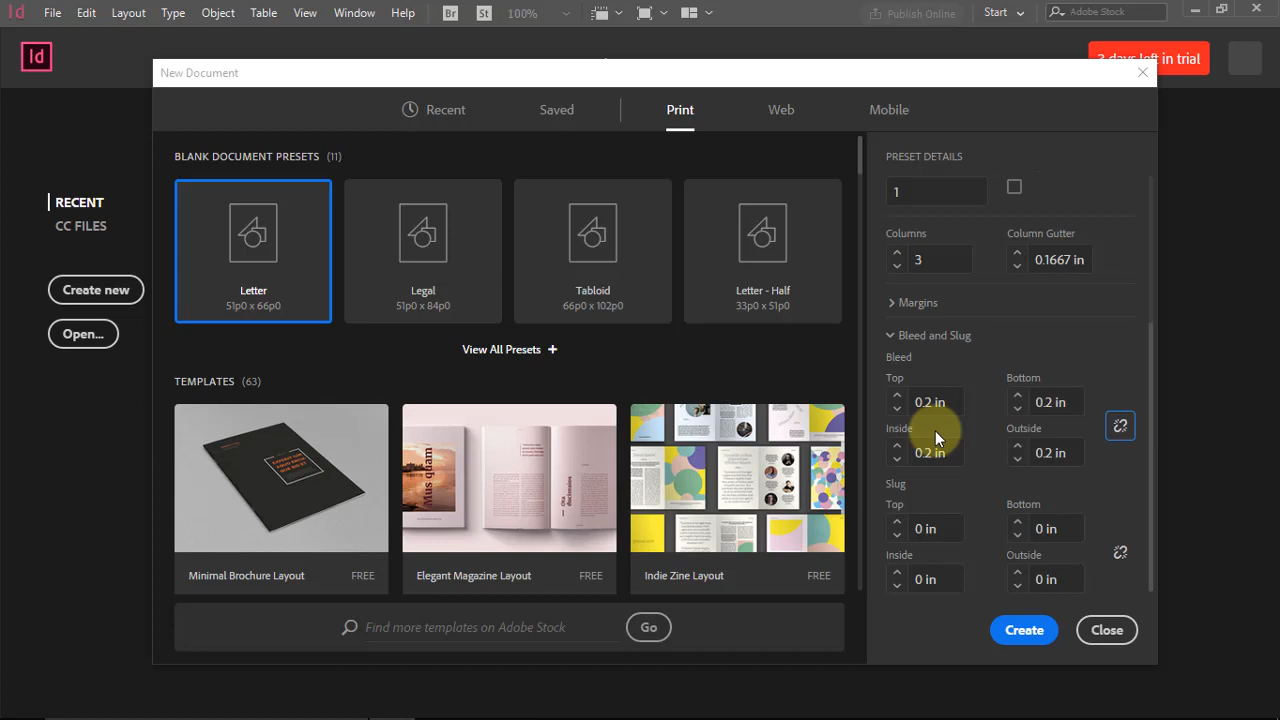 Id File Edit Layout Type Object Table View Window Help Br St 100% Publish Online Start Adobe Stock
Id
days left in trial
New Document
Recent Saved Print Web Mobile
BLANK DOCUMENT PRESETS (11)
PRESET DETAILS
1
RECENT
CC FILES
Create new
Open...
Letter
51p0 x 66p0
Legal
51p0 x 84p0
Tabloid
66p0 x 102p0
Letter - Half
33p0 x 51p0
View All Presets +
TEMPLATES (63)
Mus quam
Minimal Brochure Layout FREE
Elegant Magazine Layout FREE
Indie Zine Layout FREE
Find more templates on Adobe Stock
Go
Columns Column Gutter
3 0.1667 in
Margins
Bleed and Slug
Bleed
Top Bottom
0.2 in 0.2 in
Inside Outside
0.2 in 0.2 in
Slug
Top Bottom
0 in 0 in
Inside Outside
0 in 0 in
Create Close